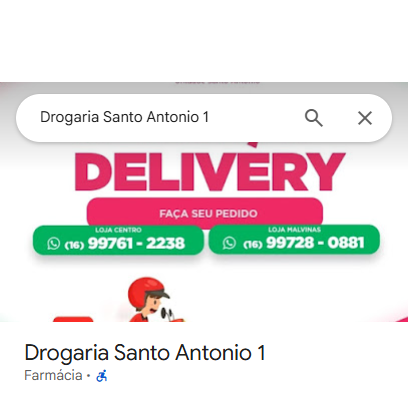 Drogaria Santo Antonio 1
DELIVERY
FAÇA SEU PEDIDO
LOJA CENTRO
(16) 99761 - 2238
LOJA MALVINAS
(16) 99728 - 0881
Drogaria Santo Antonio 1
Farmácia ·